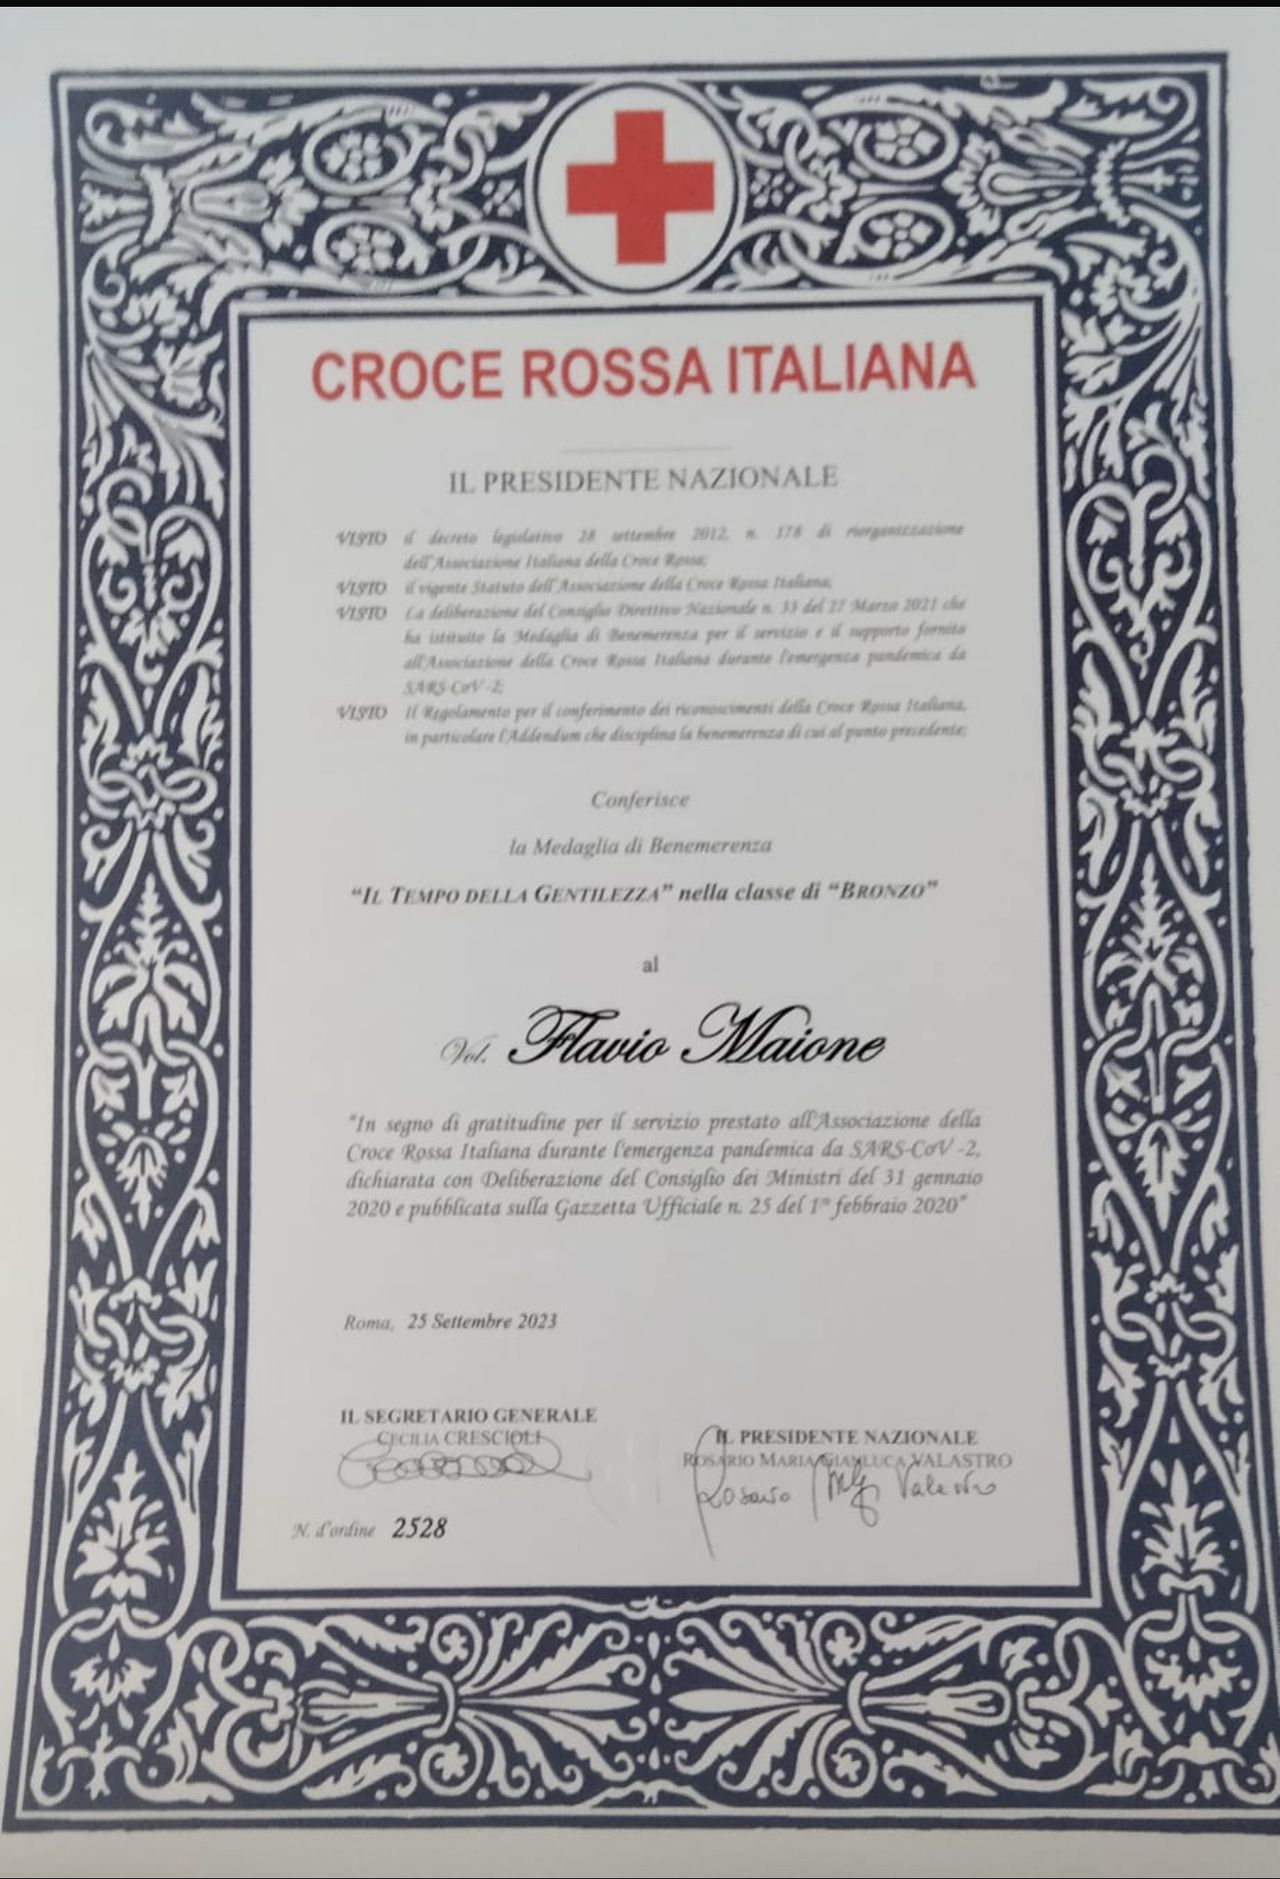 CROCE ROSSA ITALIANA
IL PRESIDENTE NAZIONALE
VISTO il decreto legislativo 28 settembre 2012, n. 178 di riorganizzazione
dell'Associazione Italiana della Croce Rossa;
VISTO il vigente Statuto dell'Associazione della Croce Rossa Italiana;
VISTO La deliberazione del Consiglio Direttivo Nazionale n. 33 del 27 Marzo 2021 che
ha istituito la Medaglia di Benemerenza per il servizio e il supporto fornito
all'Associazione della Croce Rossa Italiana durante l'emergenza pandemica da
SARS-CoV-2;
VISTO Il Regolamento per il conferimento dei riconoscimenti della Croce Rossa Italiana,
in particolare l'Addendum che disciplina la benemerenza di cui al punto precedente;
Conferisce
la Medaglia di Benemerenza
“IL TEMPO DELLA GENTILEZZA” nella classe di “BRONZO”
al
Vol. Flavio Maione
“In segno di gratitudine per il servizio prestato all'Associazione della
Croce Rossa Italiana durante l'emergenza pandemica da SARS-CoV-2,
dichiarata con Deliberazione del Consiglio dei Ministri del 31 gennaio
2020 e pubblicata sulla Gazzetta Ufficiale n. 25 del 1° febbraio 2020”
Roma, 25 Settembre 2023
IL SEGRETARIO GENERALE
CECILIA CRESCIOLI
IL PRESIDENTE NAZIONALE
ROSARIO MARIA GIANLUCA VALASTRO
Rosario Valastro
N. d'ordine 2528